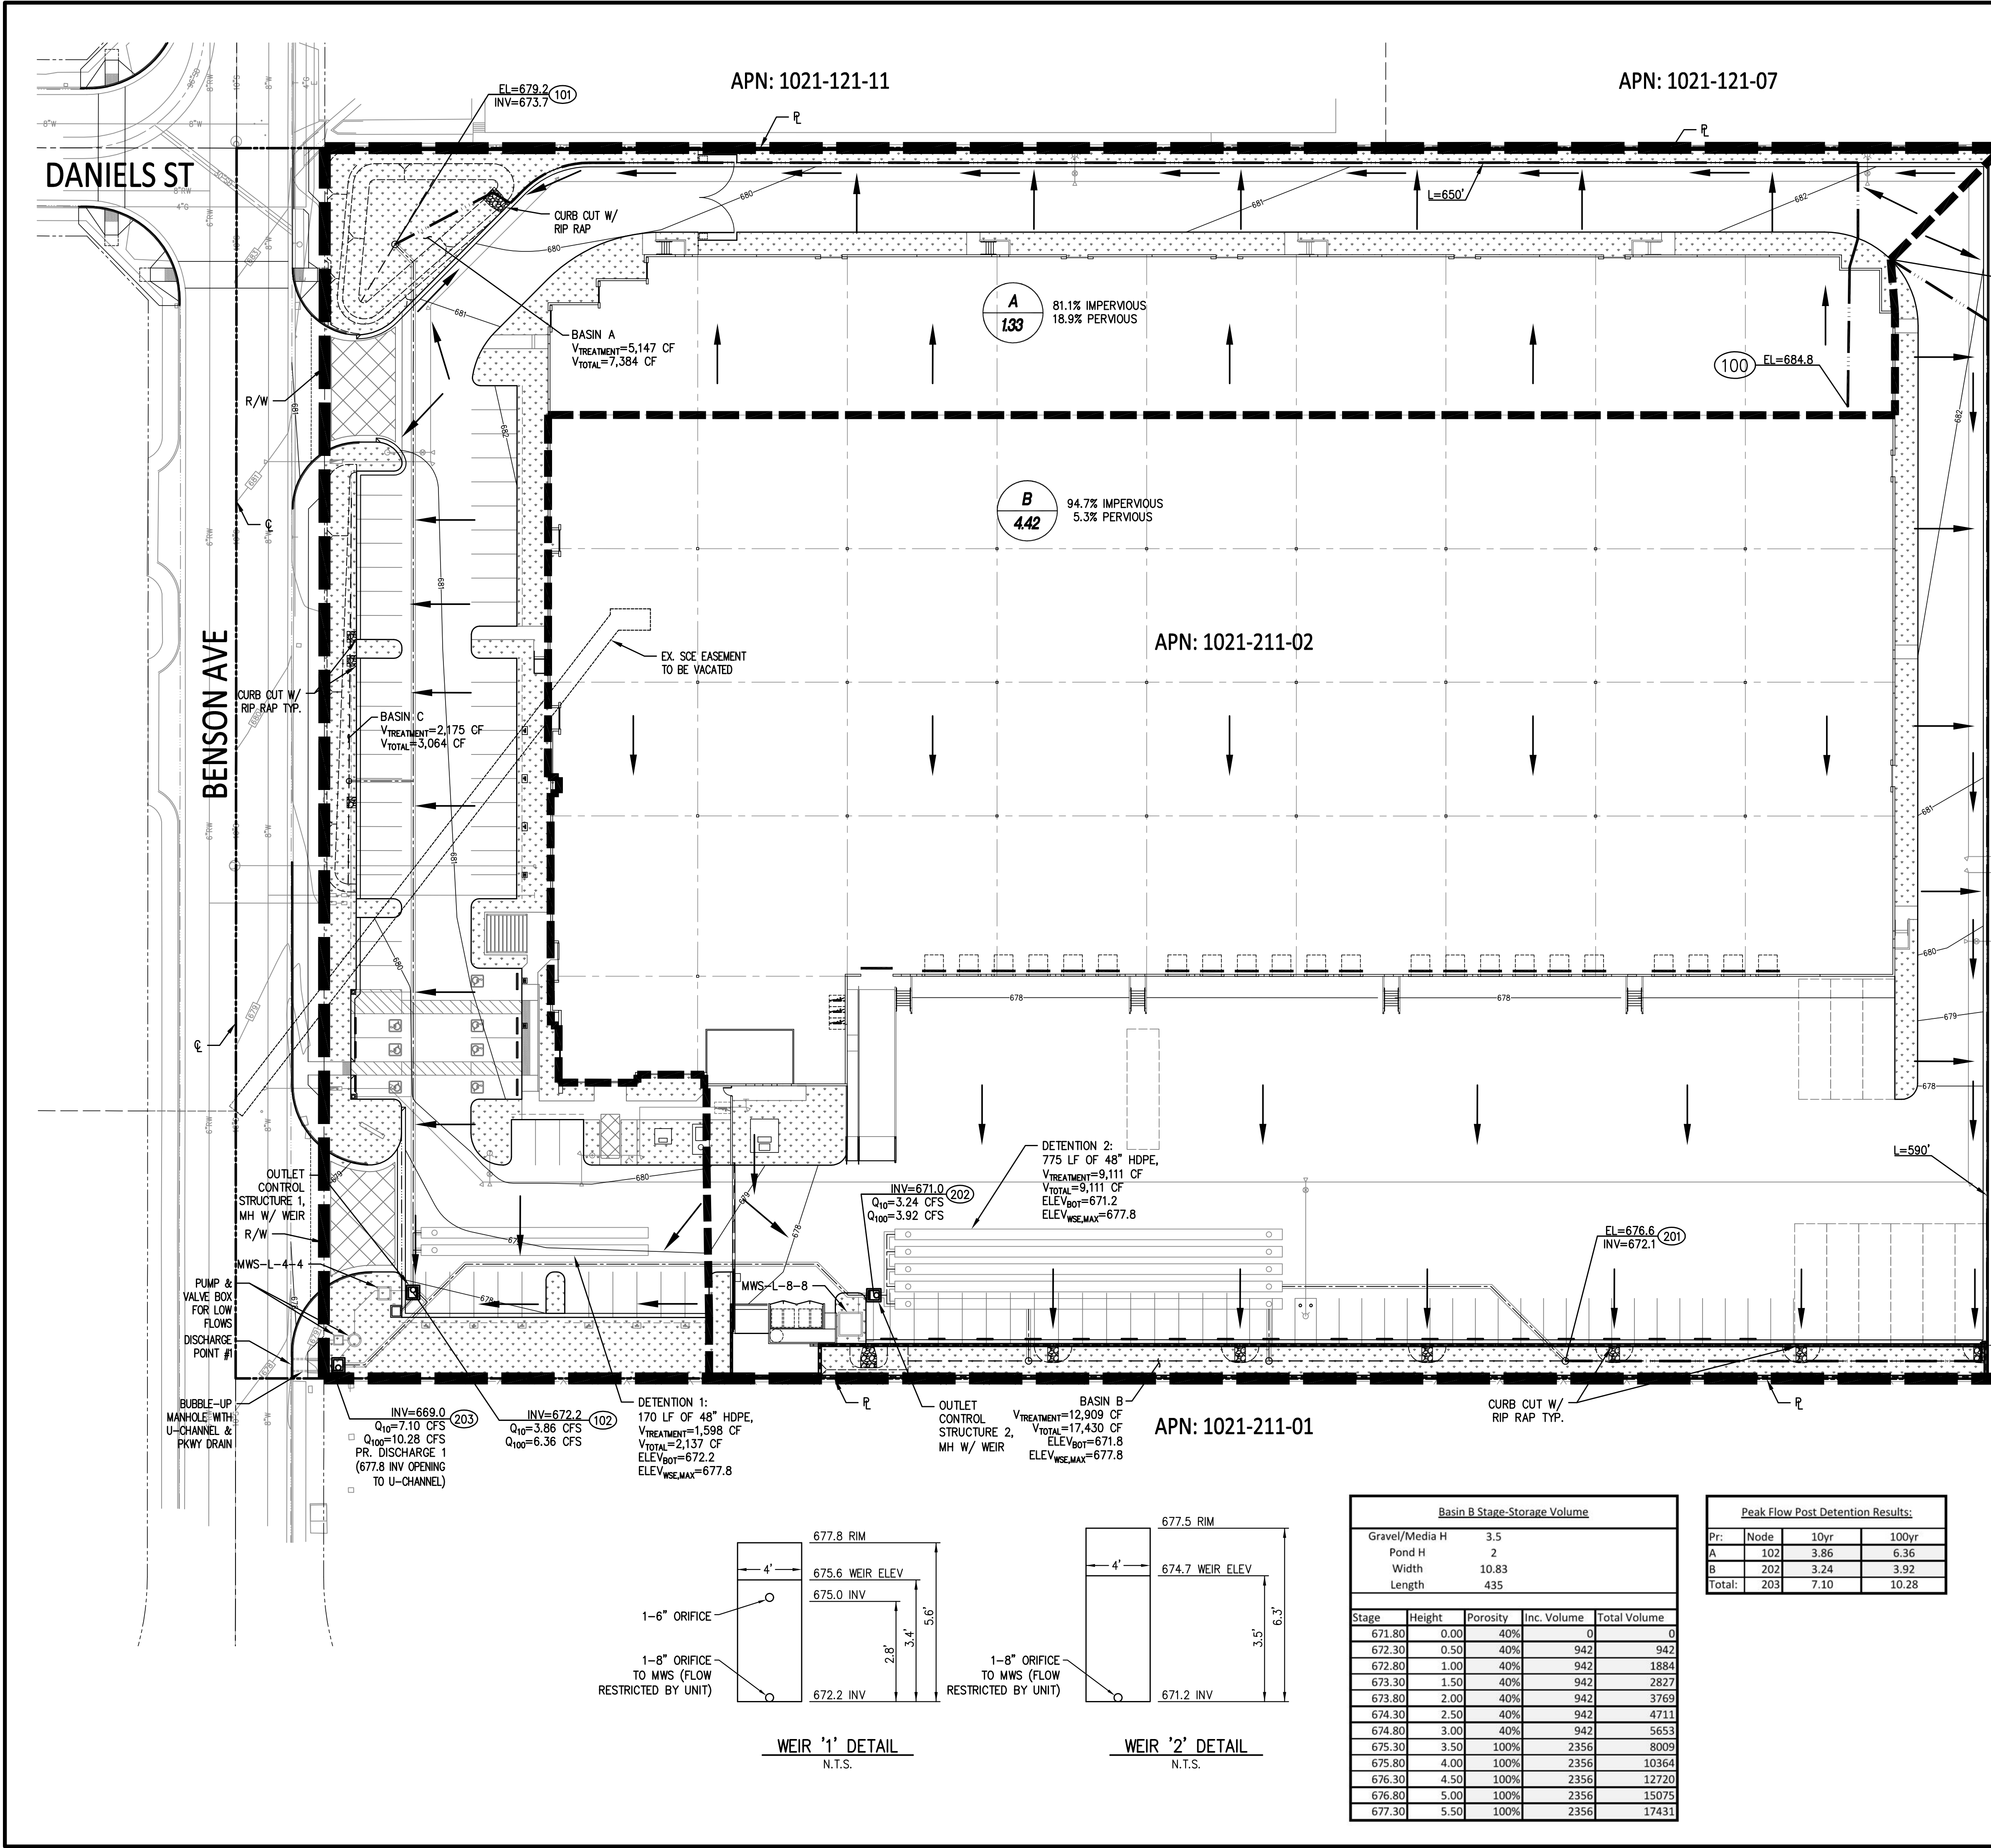 APN: 1021-121-11
APN: 1021-121-07
EL=679.2
INV=673.7
101
DANIELS ST
CURB CUT W/
RIP RAP
L=650'
680
680
681
681
682
682
682
A
1.33
81.1% IMPERVIOUS
18.9% PERVIOUS
BASIN A
VTREATMENT=5,147 CF
VTOTAL=7,384 CF
100
EL=684.8
R/W
B
4.42
94.7% IMPERVIOUS
5.3% PERVIOUS
APN: 1021-211-02
EX. SCE EASEMENT
TO BE VACATED
BENSON AVE
CURB CUT W/
RIP RAP TYP.
BASIN C
VTREATMENT=2,175 CF
VTOTAL=3,064 CF
681
681
680
681
680
679
678
678
678
OUTLET
CONTROL
STRUCTURE 1,
MH W/ WEIR
R/W
MWS-L-4-4
PUMP &
VALVE BOX
FOR LOW
FLOWS
DISCHARGE
POINT #1
BUBBLE-UP
MANHOLE WITH
U-CHANNEL &
PKWY DRAIN
680
679
678
678
INV=671.0
Q10=3.24 CFS
Q100=3.92 CFS
202
DETENTION 2:
775 LF OF 48" HDPE,
VTREATMENT=9,111 CF
VTOTAL=9,111 CF
ELEVBOT=671.2
ELEVWSE,MAX=677.8
L=590'
EL=676.6
INV=672.1
201
MWS-L-8-8
INV=669.0
Q10=7.10 CFS
Q100=10.28 CFS
PR. DISCHARGE 1
(677.8 INV OPENING
TO U-CHANNEL)
203
INV=672.2
Q10=3.86 CFS
Q100=6.36 CFS
102
DETENTION 1:
170 LF OF 48" HDPE,
VTREATMENT=1,598 CF
VTOTAL=2,137 CF
ELEVBOT=672.2
ELEVWSE,MAX=677.8
OUTLET
CONTROL
STRUCTURE 2,
MH W/ WEIR
BASIN B
VTREATMENT=12,909 CF
VTOTAL=17,430 CF
ELEVBOT=671.8
ELEVWSE,MAX=677.8
APN: 1021-211-01
CURB CUT W/
RIP RAP TYP.
677.8 RIM
4'
675.6 WEIR ELEV
675.0 INV
1-6" ORIFICE
1-8" ORIFICE
TO MWS (FLOW
RESTRICTED BY UNIT)
672.2 INV
2.8'
3.4'
5.6'
WEIR '1' DETAIL
N.T.S.
677.5 RIM
4'
674.7 WEIR ELEV
1-8" ORIFICE
TO MWS (FLOW
RESTRICTED BY UNIT)
671.2 INV
3.5'
6.3'
WEIR '2' DETAIL
N.T.S.
Basin B Stage-Storage Volume
Gravel/Media H 3.5
Pond H 2
Width 10.83
Length 435
Stage Height Porosity Inc. Volume Total Volume
671.80 0.00 40% 0 0
672.30 0.50 40% 942 942
672.80 1.00 40% 942 1884
673.30 1.50 40% 942 2827
673.80 2.00 40% 942 3769
674.30 2.50 40% 942 4711
674.80 3.00 40% 942 5653
675.30 3.50 100% 2356 8009
675.80 4.00 100% 2356 10364
676.30 4.50 100% 2356 12720
676.80 5.00 100% 2356 15075
677.30 5.50 100% 2356 17431
Peak Flow Post Detention Results:
Pr: Node 10yr 100yr
A 102 3.86 6.36
B 202 3.24 3.92
Total: 203 7.10 10.28